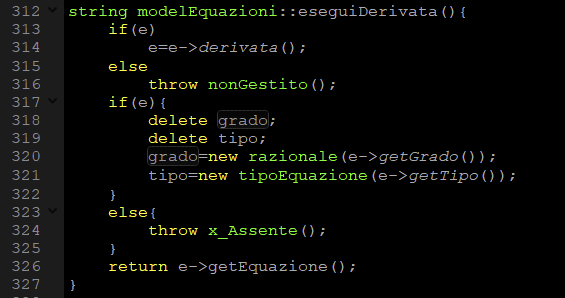 312 string modelEquazioni::eseguiDerivata(){
313     if(e)
314         e=e->derivata();
315     else
316         throw nonGestito();
317     if(e){
318         delete grado;
319         delete tipo;
320         grado=new razionale(e->getGrado());
321         tipo=new tipoEquazione(e->getTipo());
322     }
323     else{
324         throw x_Assente();
325     }
326     return e->getEquazione();
327 }